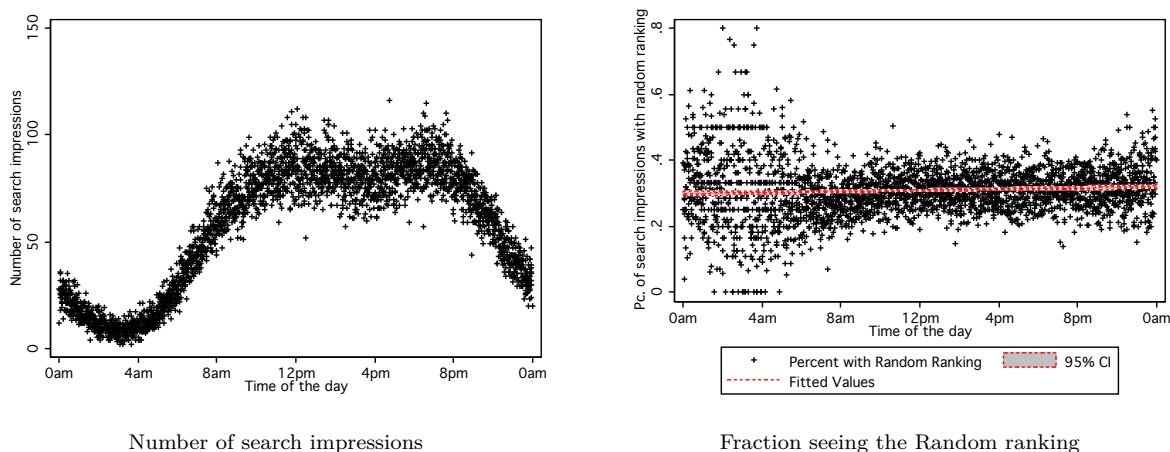 Number of search impressions
150
100
50
0
0am
4am
8am
12pm
4pm
8pm
0am
Time of the day
Number of search impressions
Pc. of search impressions with random ranking
.8
.6
.4
.2
0
0am
4am
8am
12pm
4pm
8pm
0am
Time of the day
Percent with Random Ranking
95% CI
Fitted Values
Fraction seeing the Random ranking